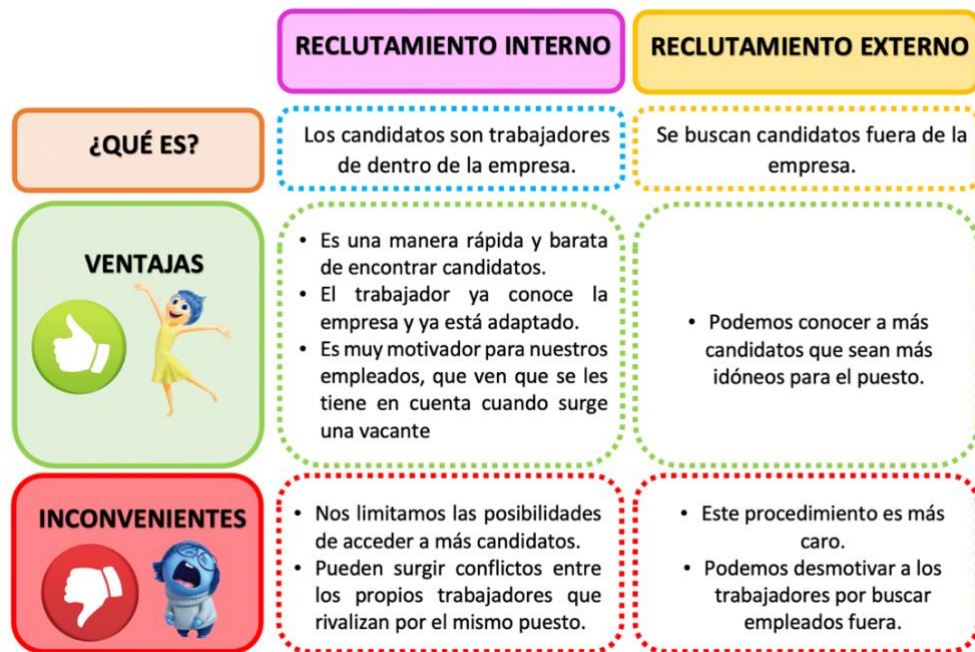 RECLUTAMIENTO INTERNO
RECLUTAMIENTO EXTERNO
¿QUÉ ES?
Los candidatos son trabajadores
de dentro de la empresa.
Se buscan candidatos fuera de la
empresa.
VENTAJAS
• Es una manera rápida y barata
de encontrar candidatos.
• El trabajador ya conoce la
empresa y ya está adaptado.
• Es muy motivador para nuestros
empleados, que ven que se les
tiene en cuenta cuando surge
una vacante
• Podemos conocer a más
candidatos que sean más
idóneos para el puesto.
INCONVENIENTES
• Nos limitamos las posibilidades
de acceder a más candidatos.
• Pueden surgir conflictos entre
los propios trabajadores que
rivalizan por el mismo puesto.
• Este procedimiento es más
caro.
• Podemos desmotivar a los
trabajadores por buscar
empleados fuera.